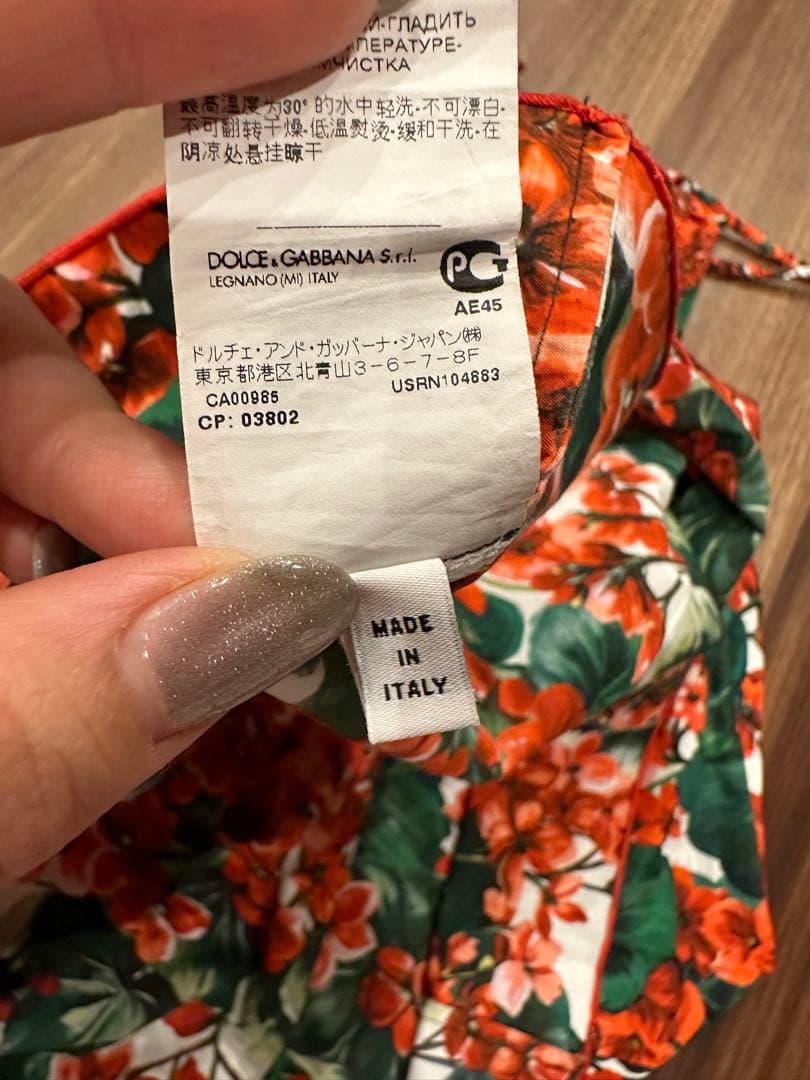 И-ГЛАДИТЬ
ПЕРАТУРЕ-
ЧИСТКА
最高温度为30°的水中轻洗-不可漂白-
不可翻转干燥-低温熨烫-缓和干洗-在
阴凉处悬挂晾干
DOLCE & GABBANA S.r.l.
LEGNANO (MI) ITALY
PCT
AE45
ドルチェ・アンド・ガッバーナ・ジャパン㈱
東京都港区北青山3-6-7-8F
USRN104683
CA00985
CP: 03802
MADE
IN
ITALY